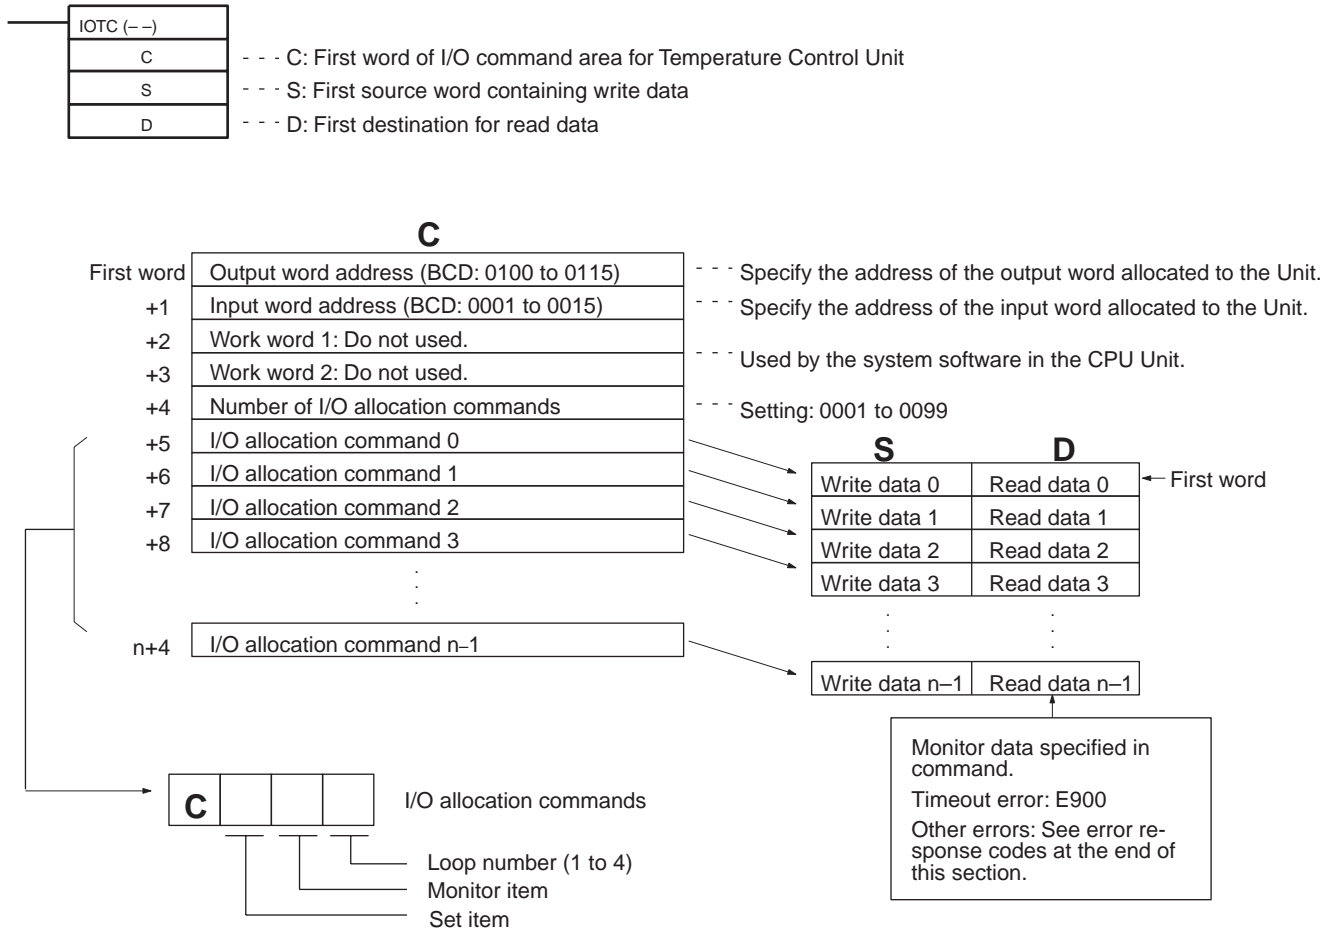 IOTC (– –)
C
- - - C: First word of I/O command area for Temperature Control Unit
S
- - - S: First source word containing write data
D
- - - D: First destination for read data
C
First word Output word address (BCD: 0100 to 0115) - - - Specify the address of the output word allocated to the Unit.
+1 Input word address (BCD: 0001 to 0015) - - - Specify the address of the input word allocated to the Unit.
+2 Work word 1: Do not used.
- - - Used by the system software in the CPU Unit.
+3 Work word 2: Do not used.
+4 Number of I/O allocation commands - - - Setting: 0001 to 0099
+5 I/O allocation command 0
+6 I/O allocation command 1
+7 I/O allocation command 2
+8 I/O allocation command 3
.
.
.
n+4 I/O allocation command n–1
S D
Write data 0 Read data 0 First word
Write data 1 Read data 1
Write data 2 Read data 2
Write data 3 Read data 3
. .
. .
. .
Write data n–1 Read data n–1
Monitor data specified in
command.
Timeout error: E900
Other errors: See error re-
sponse codes at the end of
this section.
C I/O allocation commands
Loop number (1 to 4)
Monitor item
Set item